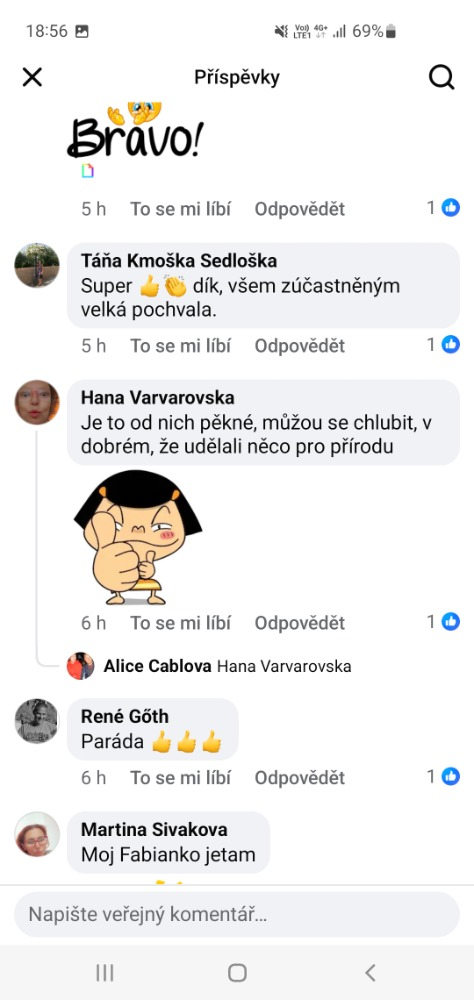 18:56
Vo) 4G+
LTE1
69%
Příspěvky
Bravo!
5 h To se mi líbí Odpovědět 1
Táňa Kmoška Sedloška
Super 👍👏 dík, všem zúčastněným
velká pochvala.
5 h To se mi líbí Odpovědět 1
Hana Varvarovska
Je to od nich pěkné, můžou se chlubit, v
dobrém, že udělali něco pro přírodu
6 h To se mi líbí Odpovědět 1
Alice Cablova Hana Varvarovska
René Gőth
Paráda 👍👍👍
6 h To se mi líbí Odpovědět 1
Martina Sivakova
Moj Fabianko jetam
Napište veřejný komentář...